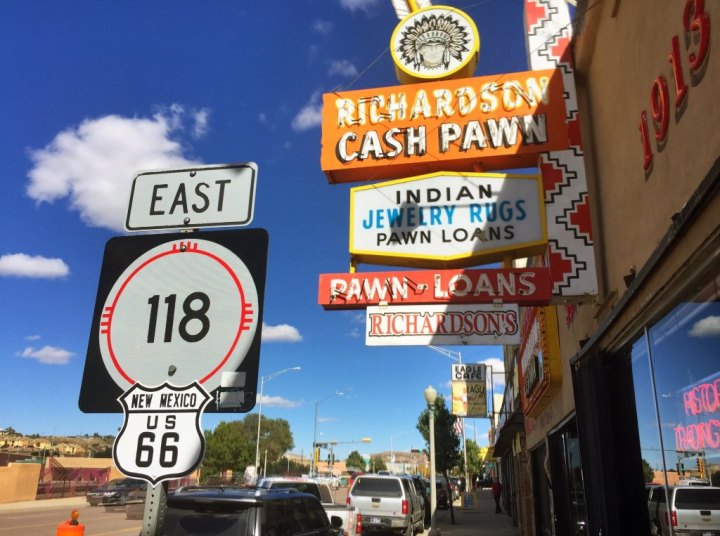 EAST
118
NEW MEXICO
US
66
RICHARDSON
CASH PAWN
INDIAN
JEWELRY RUGS
PAWN LOANS
PAWN - LOANS
RICHARDSON'S
1913
EAGLE
CAFE
TRADING